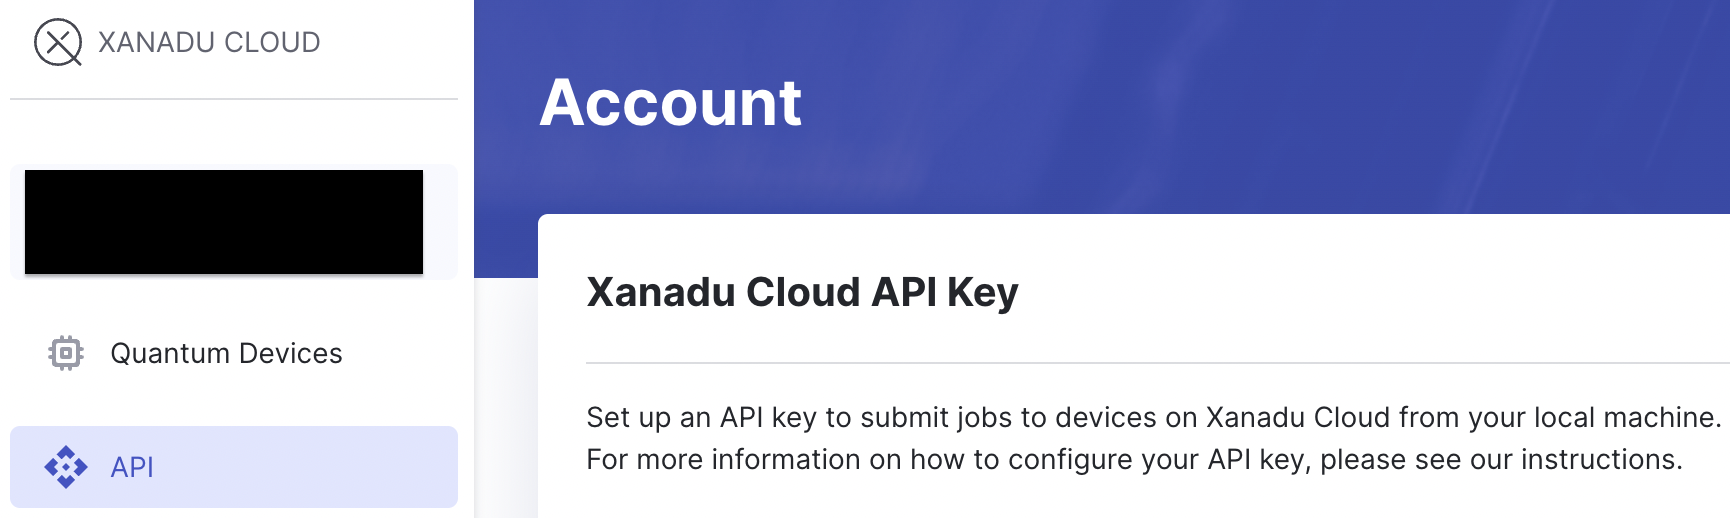 XANADU CLOUD
Quantum Devices
API
Account
Xanadu Cloud API Key
Set up an API key to submit jobs to devices on Xanadu Cloud from your local machine.
For more information on how to configure your API key, please see our instructions.